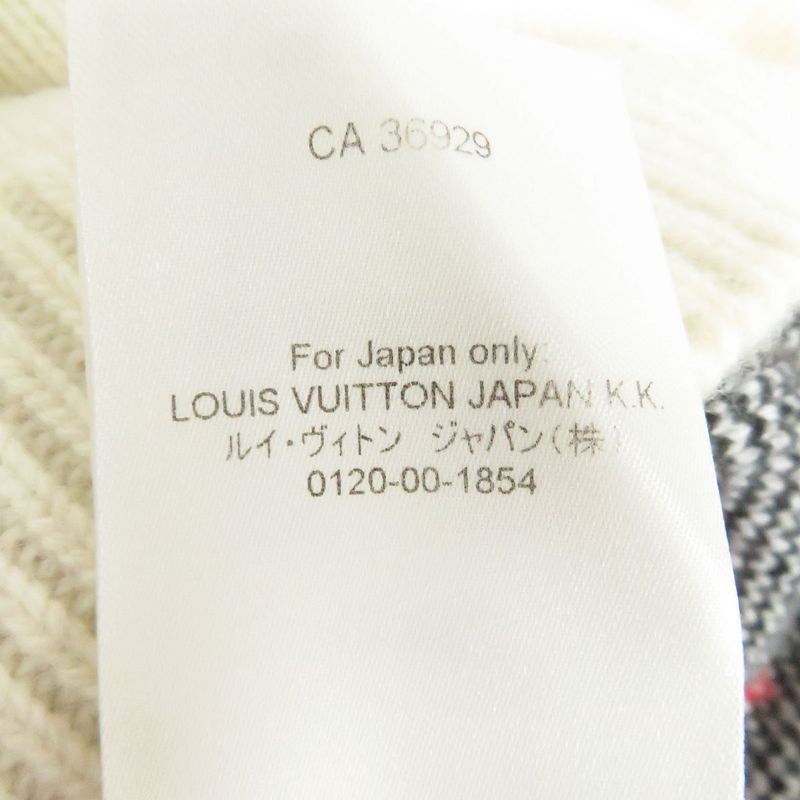 CA 36929
For Japan only:
LOUIS VUITTON JAPAN K.K.
ルイ・ヴィトン ジャパン(株)
0120-00-1854